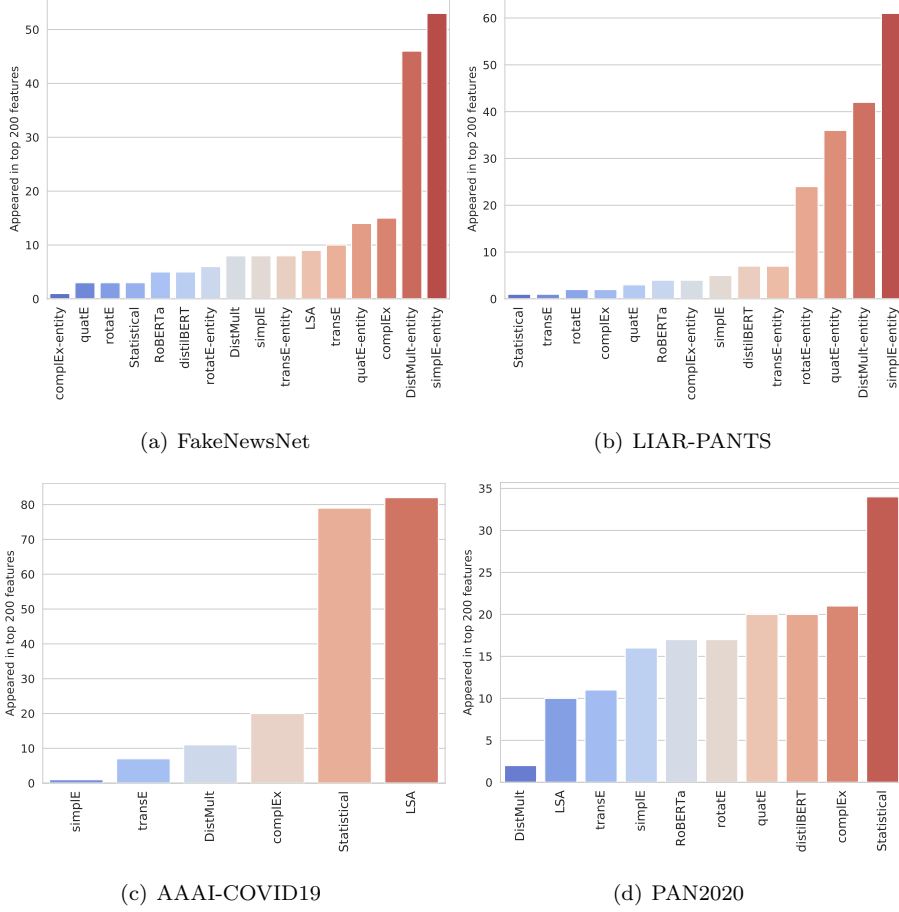 Appeared in top 200 features
50
40
30
20
10
0
complEx-entity
quatE
rotatE
Statistical
RoBERTa
distilBERT
rotatE-entity
DistMult
simplE
transE-entity
LSA
transE
quatE-entity
complEx
DistMult-entity
simplE-entity
(a) FakeNewsNet
Appeared in top 200 features
60
50
40
30
20
10
0
Statistical
transE
rotatE
complEx
quatE
RoBERTa
complEx-entity
simplE
distilBERT
transE-entity
rotatE-entity
quatE-entity
DistMult-entity
simplE-entity
(b) LIAR-PANTS
Appeared in top 200 features
80
70
60
50
40
30
20
10
0
simplE
transE
DistMult
complEx
Statistical
LSA
(c) AAAI-COVID19
Appeared in top 200 features
35
30
25
20
15
10
5
0
DistMult
LSA
transE
simplE
RoBERTa
rotatE
quatE
distilBERT
complEx
Statistical
(d) PAN2020